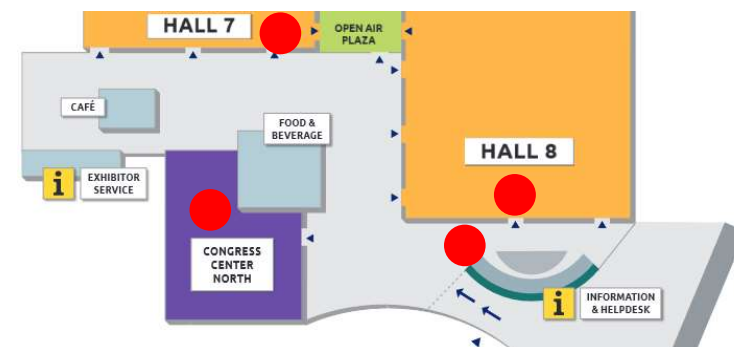 HALL 7
OPEN AIR
PLAZA
CAFÉ
FOOD &
BEVERAGE
HALL 8
i
EXHIBITOR
SERVICE
CONGRESS
CENTER
NORTH
i
INFORMATION
& HELPDESK